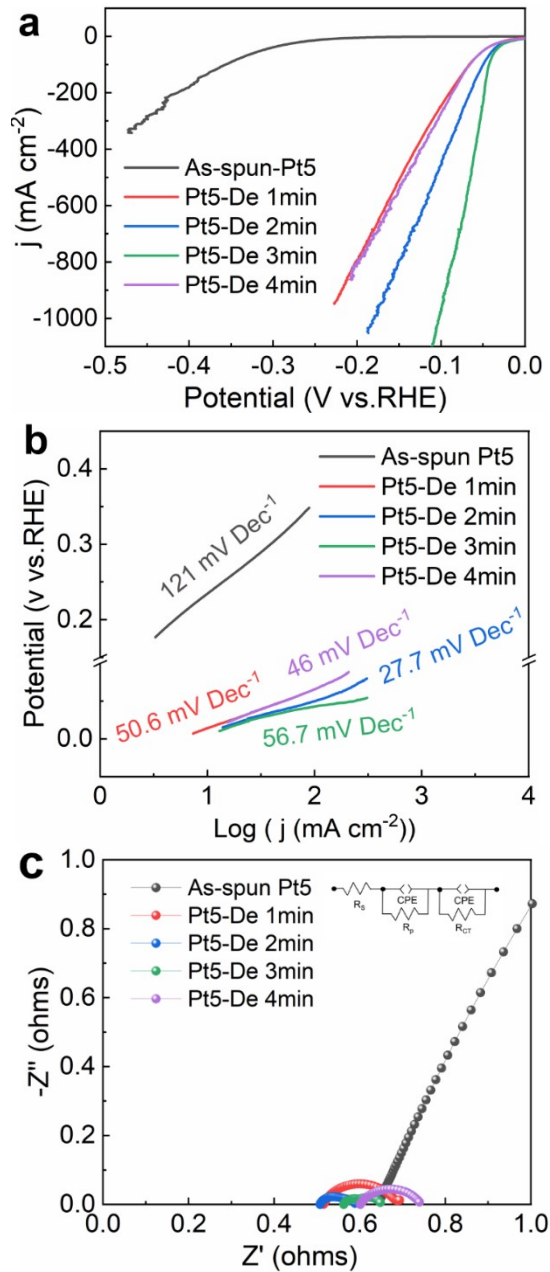 a
0
-200
-400
-600
-800
-1000
j (mA cm⁻²)
As-spun-Pt5
Pt5-De 1min
Pt5-De 2min
Pt5-De 3min
Pt5-De 4min
-0.5 -0.4 -0.3 -0.2 -0.1 0.0
Potential (V vs.RHE)
b
0.4
0.3
0.2
0.0
Potential (v vs.RHE)
As-spun Pt5
Pt5-De 1min
Pt5-De 2min
Pt5-De 3min
Pt5-De 4min
121 mV Dec⁻¹
46 mV Dec⁻¹
27.7 mV Dec⁻¹
50.6 mV Dec⁻¹
56.7 mV Dec⁻¹
0 1 2 3 4
Log ( j (mA cm⁻²))
c
1.0
0.8
0.6
0.4
0.2
0.0
-Z'' (ohms)
As-spun Pt5
Pt5-De 1min
Pt5-De 2min
Pt5-De 3min
Pt5-De 4min
RS CPE CPE
RP RCT
0.0 0.2 0.4 0.6 0.8 1.0
Z' (ohms)